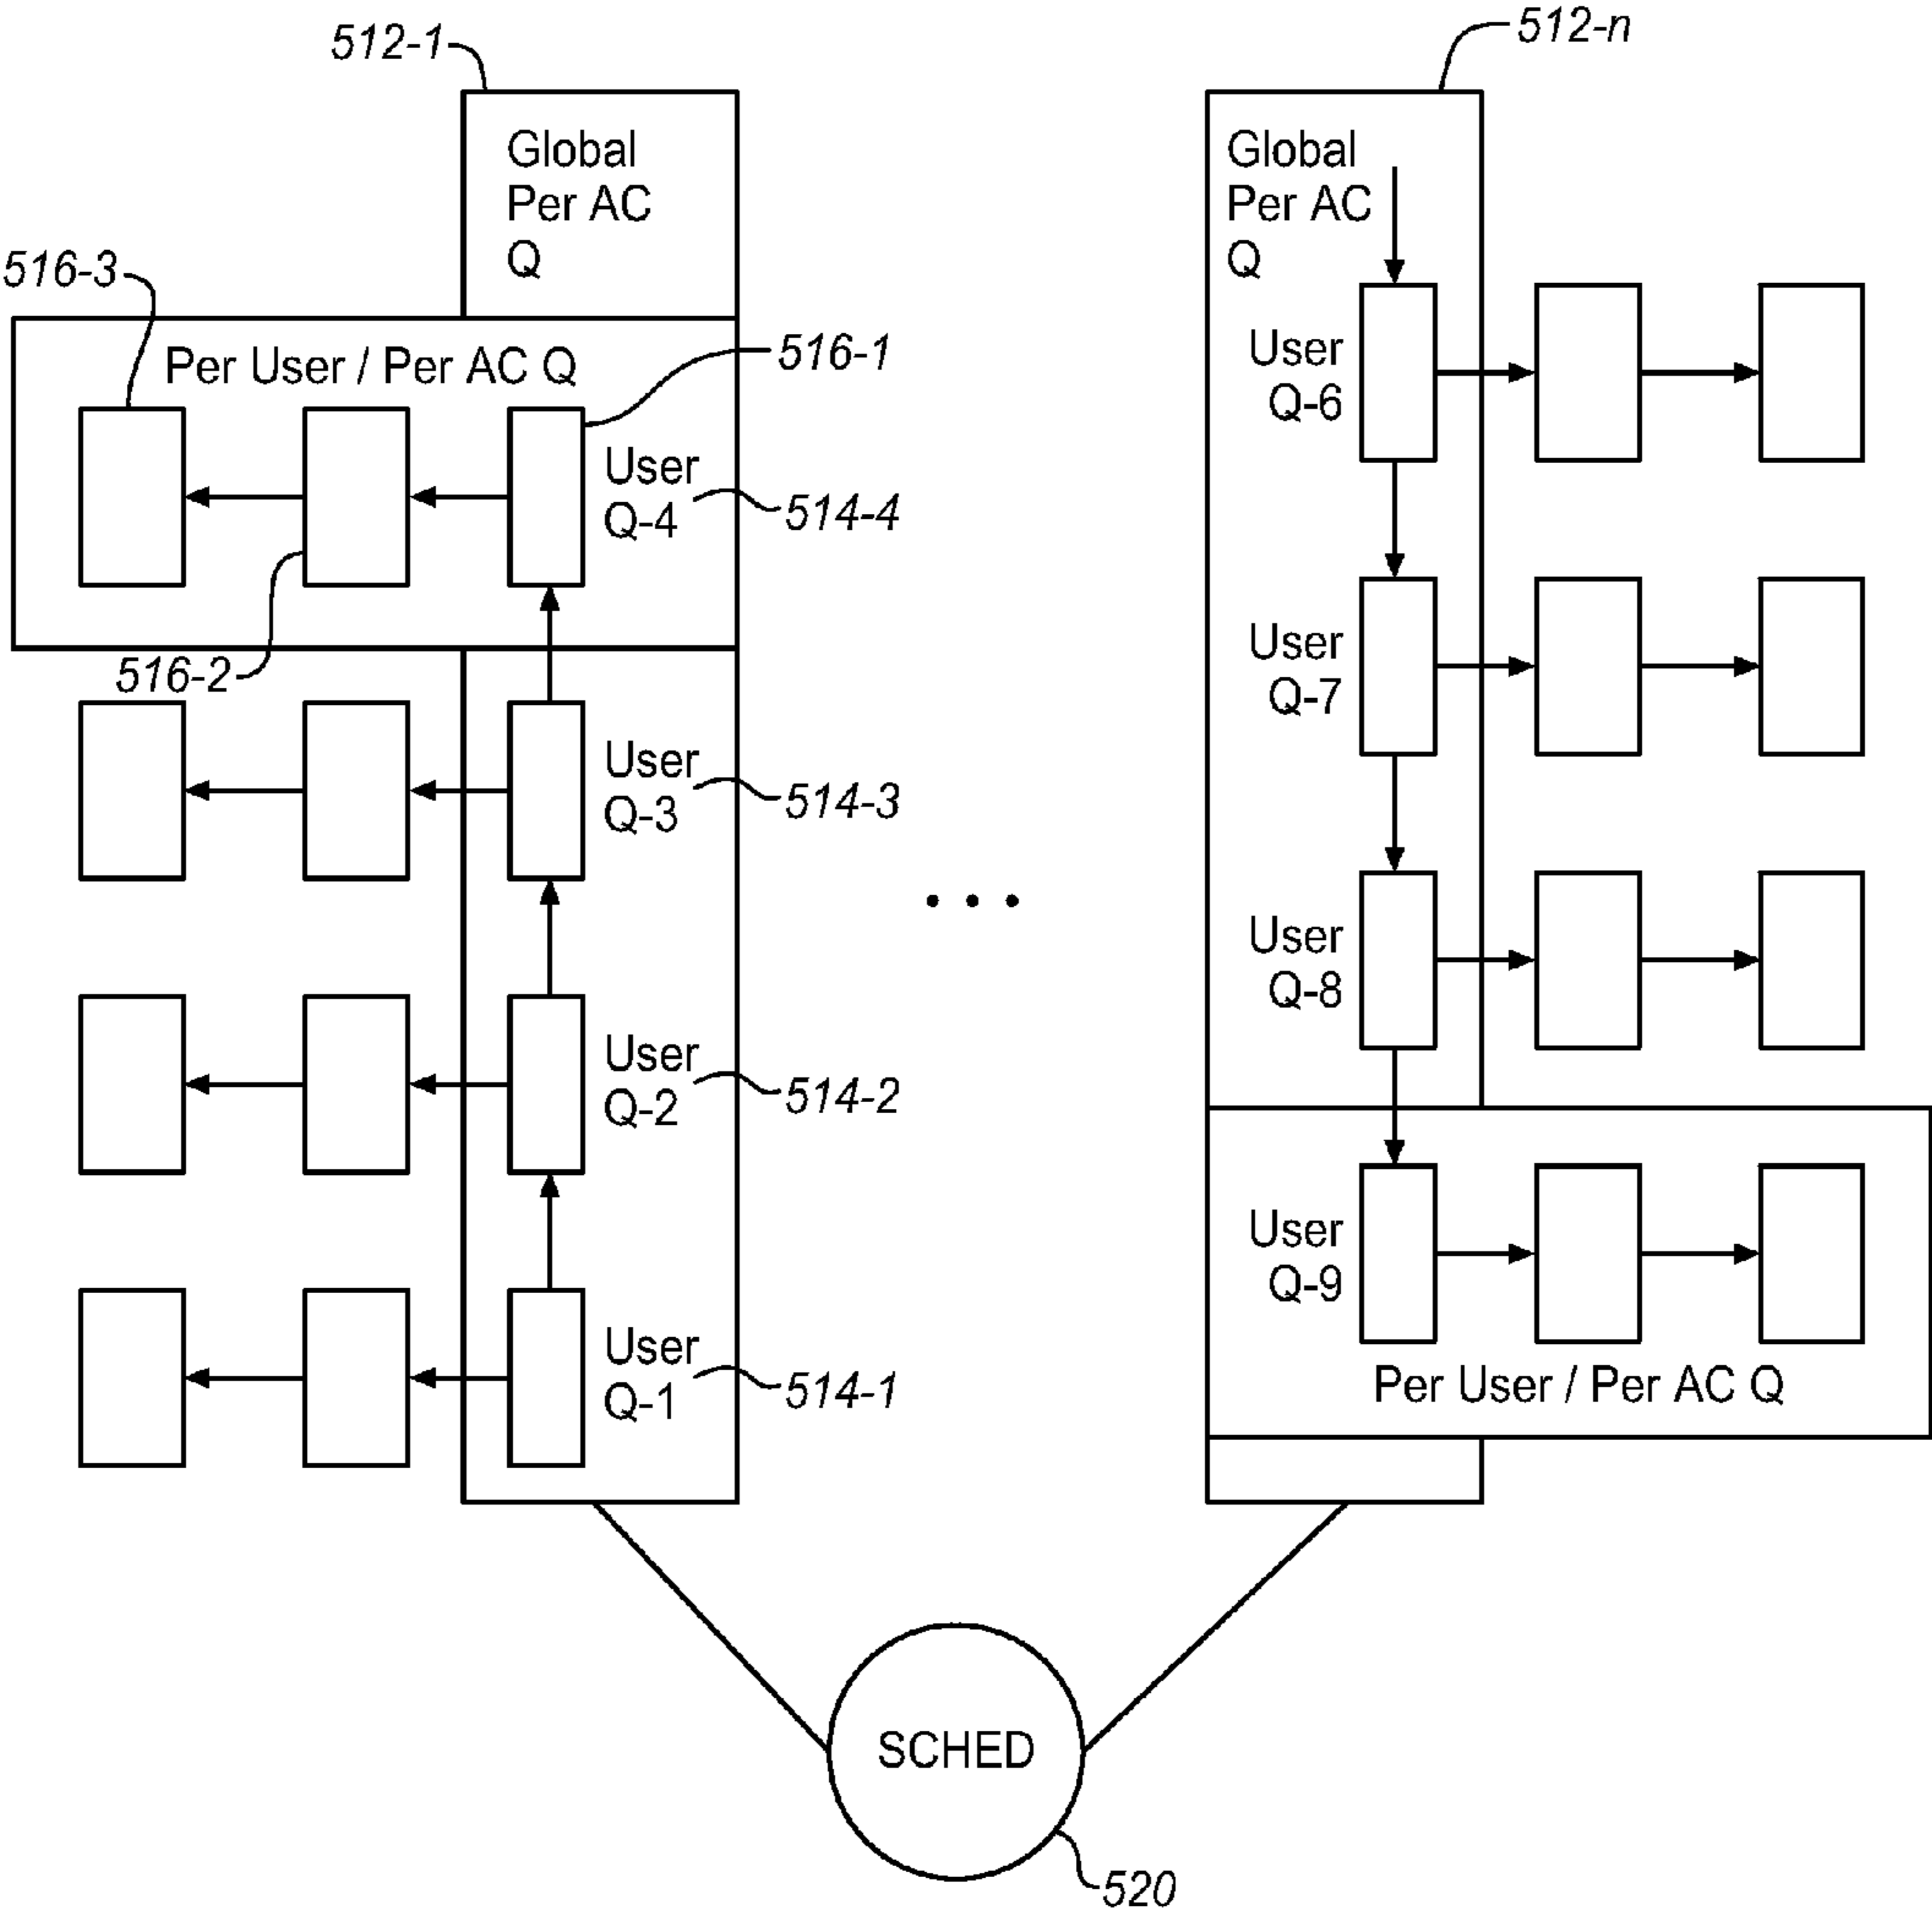 512-1
512-n
Global
Per AC
Q
Global
Per AC
Q
516-3
Per User / Per AC Q
516-1
User
Q-4
514-4
516-2
User
Q-3
514-3
User
Q-2
514-2
User
Q-1
514-1
. . .
User
Q-6
User
Q-7
User
Q-8
User
Q-9
Per User / Per AC Q
SCHED
520